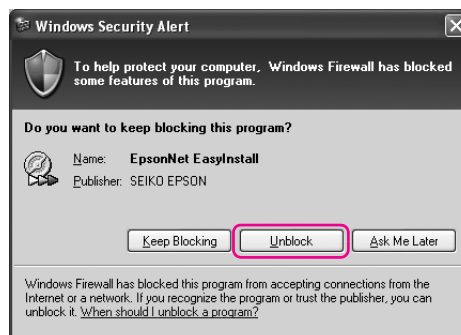 Windows Security Alert
To help protect your computer, Windows Firewall has blocked
some features of this program.
Do you want to keep blocking this program?
Name: EpsonNet EasyInstall
Publisher: SEIKO EPSON
Keep Blocking Unblock Ask Me Later
Windows Firewall has blocked this program from accepting connections from the
Internet or a network. If you recognize the program or trust the publisher, you can
unblock it. When should I unblock a program?